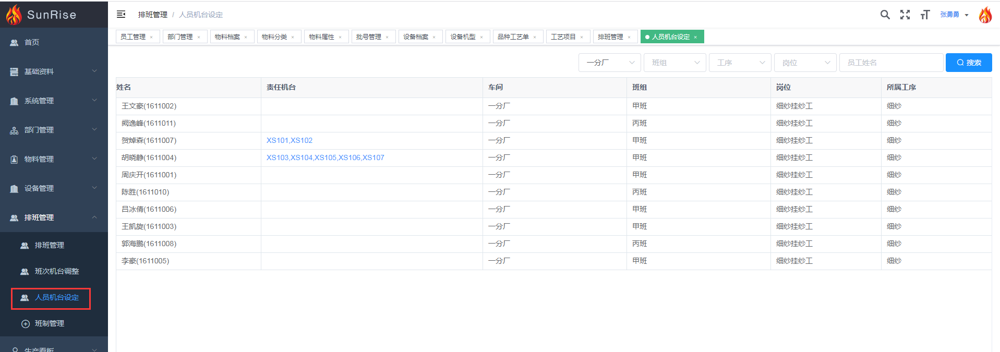 SunRise
排班管理 / 人员机台设定
张勇勇
员工管理 × 部门管理 × 物料档案 × 物料分类 × 物料属性 × 批号管理 × 设备档案 × 设备机型 × 品种工艺单 × 工艺项目 × 排班管理 × 人员机台设定 ×
首页
基础资料
系统管理
部门管理
物料管理
设备管理
排班管理
排班管理
班次机台调整
人员机台设定
班制管理
生产看板
一分厂 班组 工序 岗位 员工姓名 搜索
姓名 责任机台 车间 班组 岗位 所属工序
王文豪(1611002) 一分厂 甲班 细纱挂纱工 细纱
阙逸峰(1611011) 一分厂 丙班 细纱挂纱工 细纱
贺焯森(1611007) XS101,XS102 一分厂 甲班 细纱挂纱工 细纱
胡晓静(1611004) XS103,XS104,XS105,XS106,XS107 一分厂 甲班 细纱挂纱工 细纱
周庆开(1611001) 一分厂 甲班 细纱挂纱工 细纱
陈胜(1611010) 一分厂 丙班 细纱挂纱工 细纱
吕冰倩(1611006) 一分厂 甲班 细纱挂纱工 细纱
王凯旋(1611003) 一分厂 甲班 细纱挂纱工 细纱
郭海鹏(1611008) 一分厂 丙班 细纱挂纱工 细纱
李豪(1611005) 一分厂 甲班 细纱挂纱工 细纱